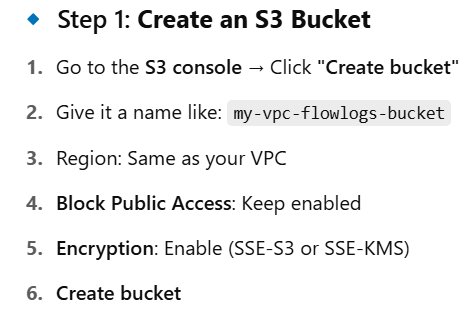 Step 1: Create an S3 Bucket
1. Go to the S3 console → Click "Create bucket"
2. Give it a name like: my-vpc-flowlogs-bucket
3. Region: Same as your VPC
4. Block Public Access: Keep enabled
5. Encryption: Enable (SSE-S3 or SSE-KMS)
6. Create bucket